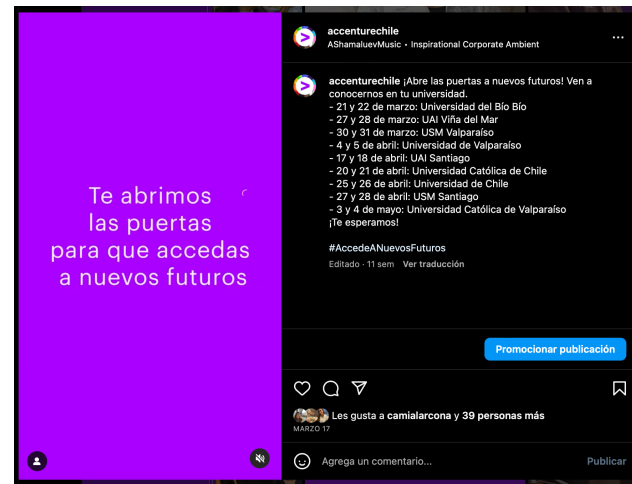 Te abrimos
las puertas
para que accedas
a nuevos futuros
accenturechile
AShamaluevMusic • Inspirational Corporate Ambient
accenturechile ¡Abre las puertas a nuevos futuros! Ven a
conocernos en tu universidad.
- 21 y 22 de marzo: Universidad del Bío Bío
- 27 y 28 de marzo: UAI Viña del Mar
- 30 y 31 de marzo: USM Valparaíso
- 4 y 5 de abril: Universidad de Valparaíso
- 17 y 18 de abril: UAI Santiago
- 20 y 21 de abril: Universidad Católica de Chile
- 25 y 26 de abril: Universidad de Chile
- 27 y 28 de abril: USM Santiago
- 3 y 4 de mayo: Universidad Católica de Valparaíso
¡Te esperamos!
#AccedeANuevosFuturos
Editado · 11 sem Ver traducción
Promocionar publicación
Les gusta a camialarcona y 39 personas más
MARZO 17
Agrega un comentario...
Publicar